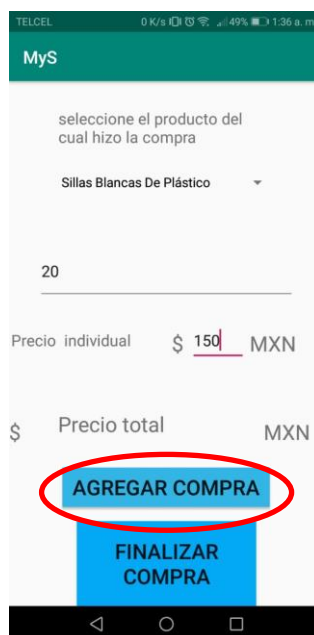 TELCEL 0 K/s 49% 1:36 a. m.
MyS
seleccione el producto del
cual hizo la compra
Sillas Blancas De Plástico
20
Precio individual $ 150 MXN
$ Precio total MXN
AGREGAR COMPRA
FINALIZAR
COMPRA